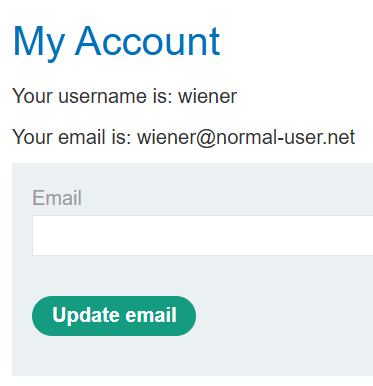 My Account
Your username is: wiener
Your email is: wiener@normal-user.net
Email
Update email